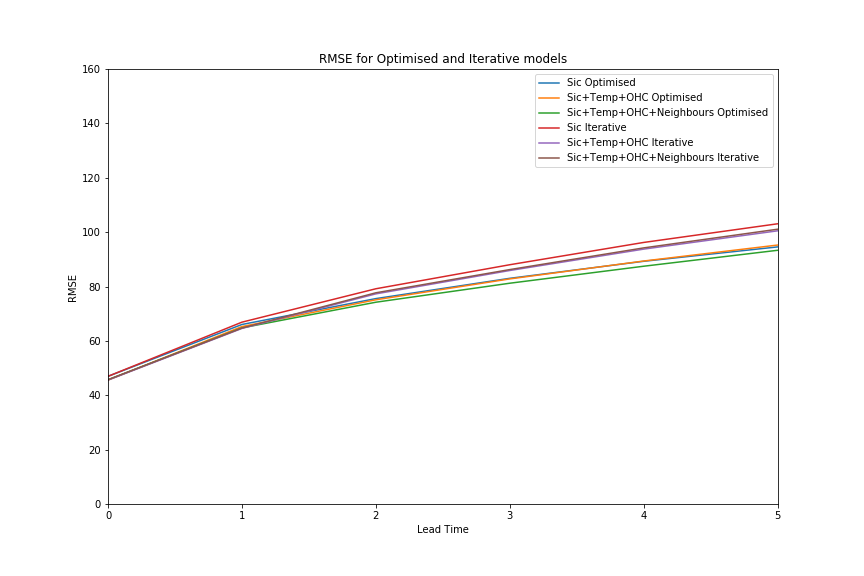 RMSE for Optimised and Iterative models
160
140
120
100
80
60
40
20
0
RMSE
Sic Optimised
Sic+Temp+OHC Optimised
Sic+Temp+OHC+Neighbours Optimised
Sic Iterative
Sic+Temp+OHC Iterative
Sic+Temp+OHC+Neighbours Iterative
0 1 2 3 4 5
Lead Time